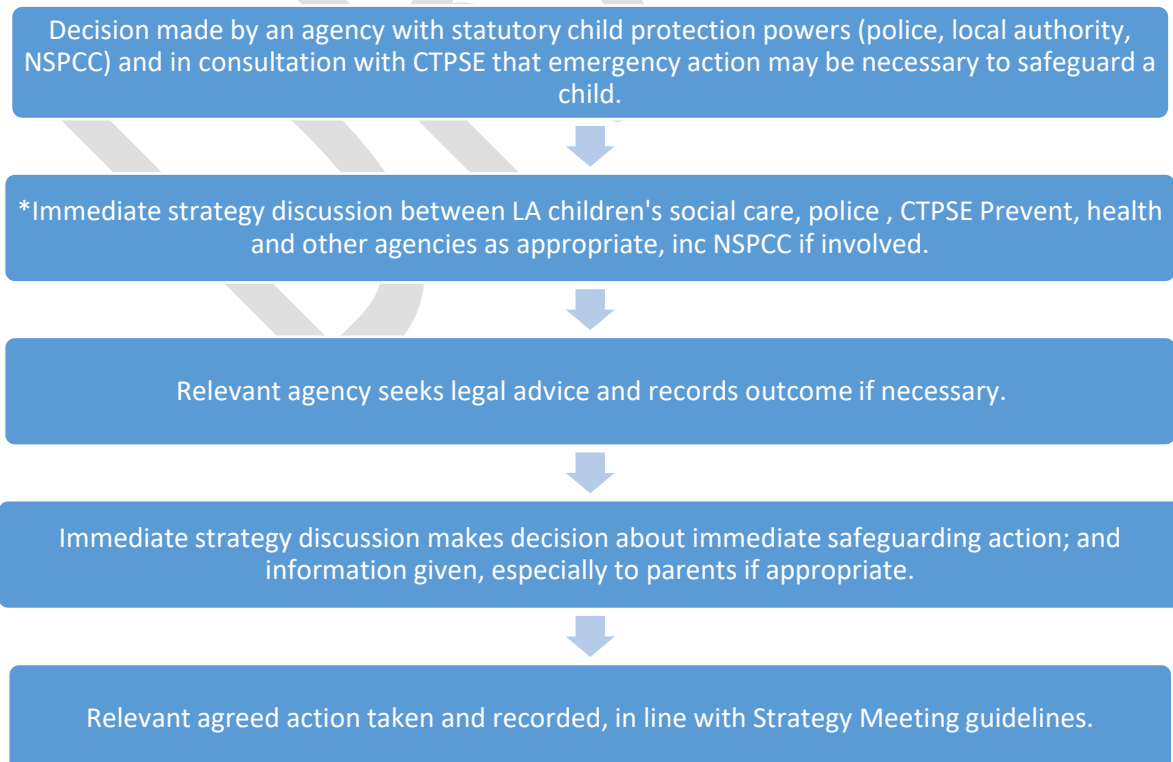 Decision made by an agency with statutory child protection powers (police, local authority,
NSPCC) and in consultation with CTPSE that emergency action may be necessary to safeguard a
child.
*Immediate strategy discussion between LA children's social care, police , CTPSE Prevent, health
and other agencies as appropriate, inc NSPCC if involved.
Relevant agency seeks legal advice and records outcome if necessary.
Immediate strategy discussion makes decision about immediate safeguarding action; and
information given, especially to parents if appropriate.
Relevant agreed action taken and recorded, in line with Strategy Meeting guidelines.